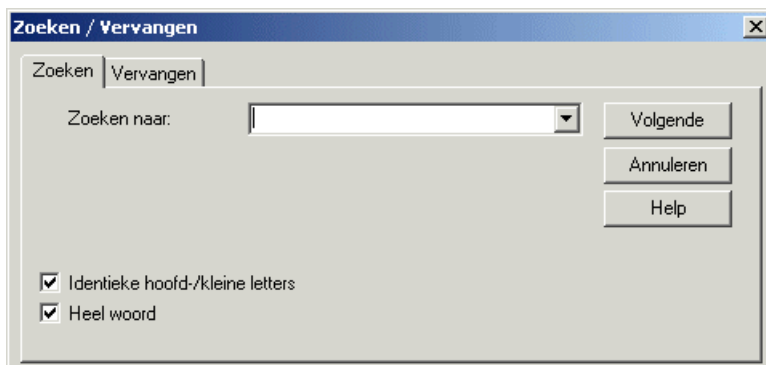 Zoeken / Vervangen
Zoeken
Vervangen
Zoeken naar:
Volgende
Annuleren
Help
Identieke hoofd-/kleine letters
Heel woord